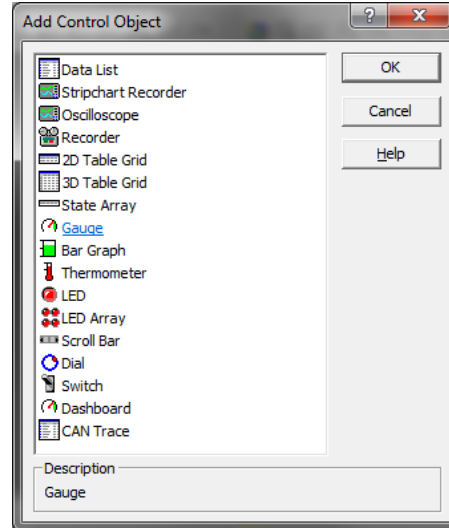 Add Control Object
?
X
Data List
Stripchart Recorder
Oscilloscope
Recorder
2D Table Grid
3D Table Grid
State Array
Gauge
Bar Graph
Thermometer
LED
LED Array
Scroll Bar
Dial
Switch
Dashboard
CAN Trace
OK
Cancel
Help
Description
Gauge